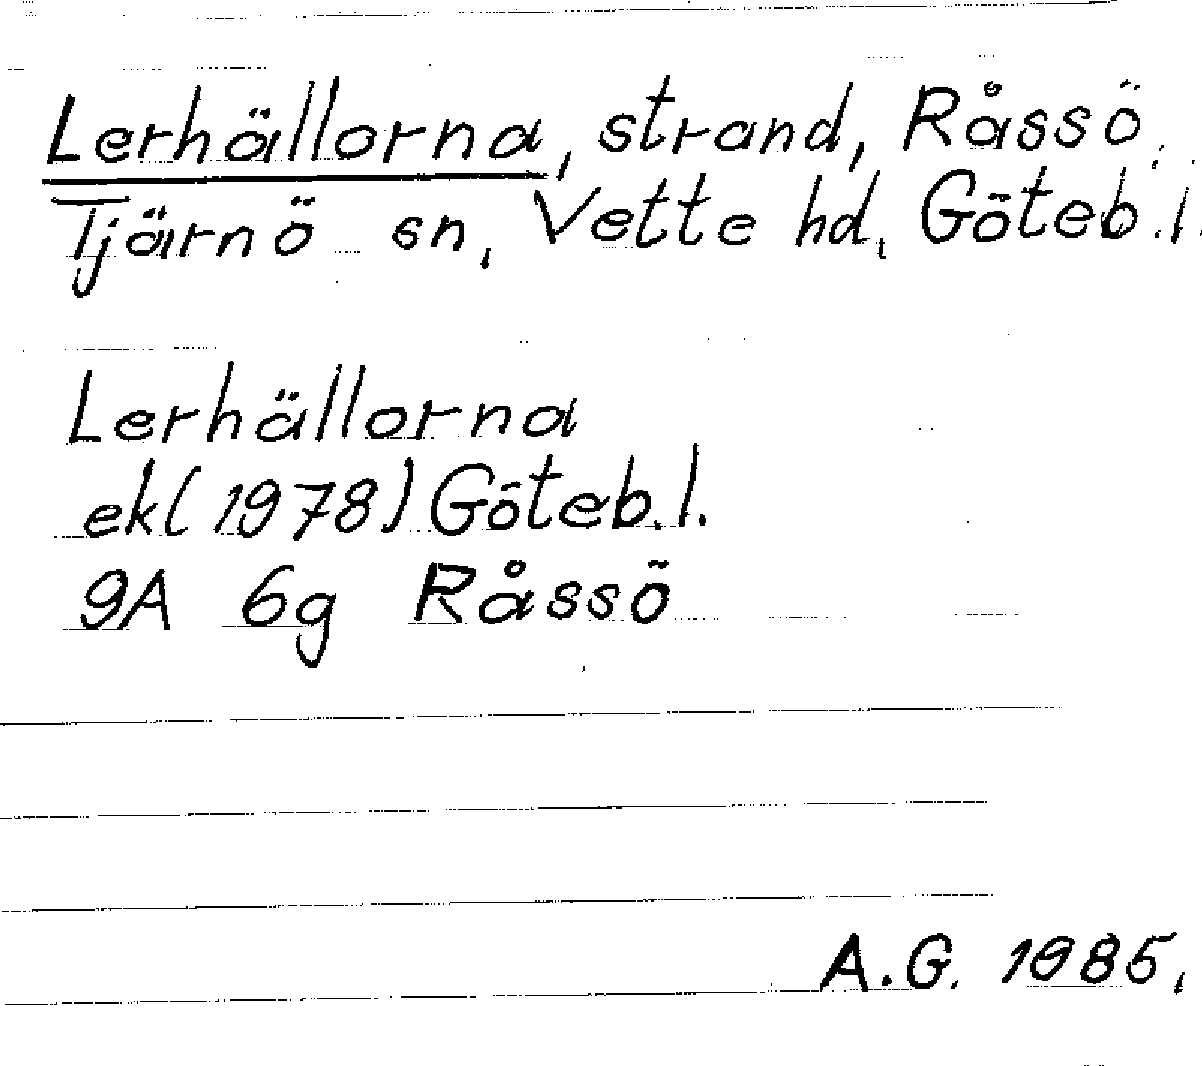 Lerhällorna, strand, Råssö,
Tjärnö sn, Vette hd, Göteb.l.
Lerhällorna
ek(1978) Göteb.l.
9A 6g Råssö
A.G. 1985.